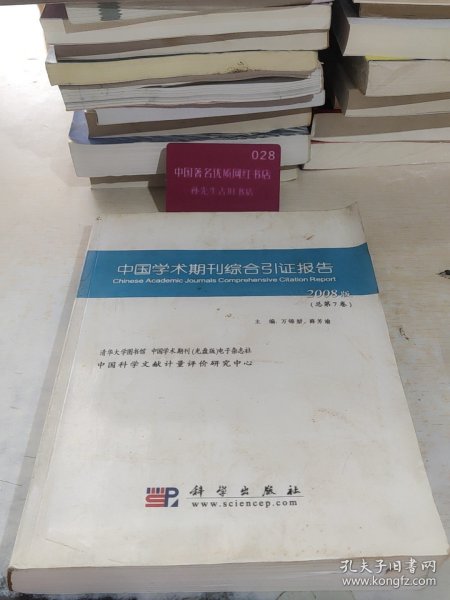 028
中国著名优质网红书店
孙先生古旧书店
中国学术期刊综合引证报告
Chinese Academic Journals Comprehensive Citation Report
2008版
(总第7卷)
主 编 万锦堃，薛芳渝
清华大学图书馆 中国学术期刊(光盘版)电子杂志社
中国科学文献计量评价研究中心
SP
科学出版社
www.sciencep.com
孔夫子旧书网
www.kongfz.com